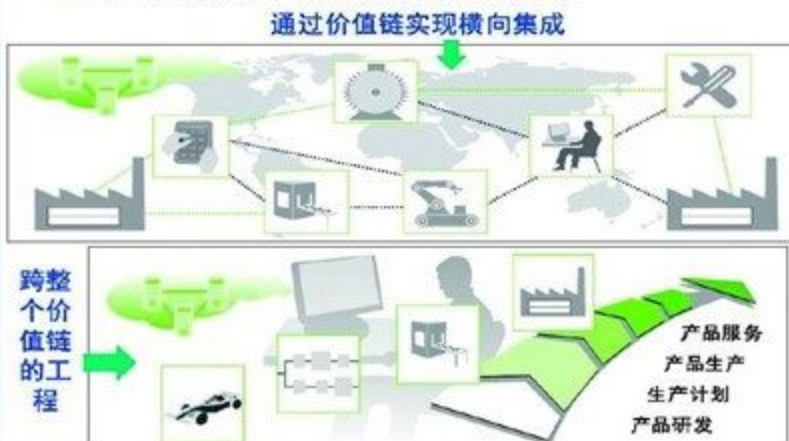 通过价值链实现横向集成
跨整
个价
值链
的工
程
产品服务
产品生产
生产计划
产品研发